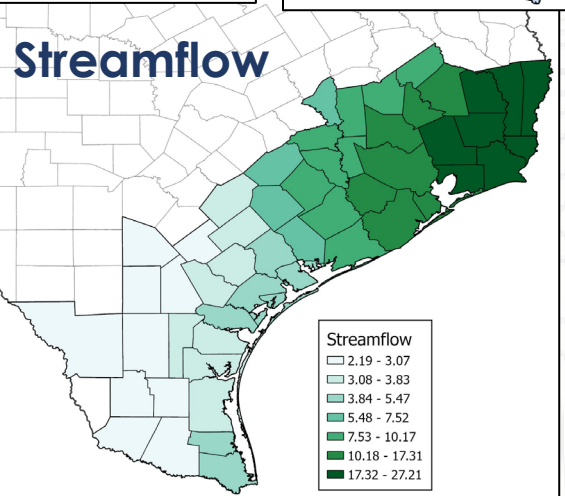 Streamflow
Streamflow
2.19 - 3.07
3.08 - 3.83
3.84 - 5.47
5.48 - 7.52
7.53 - 10.17
10.18 - 17.31
17.32 - 27.21